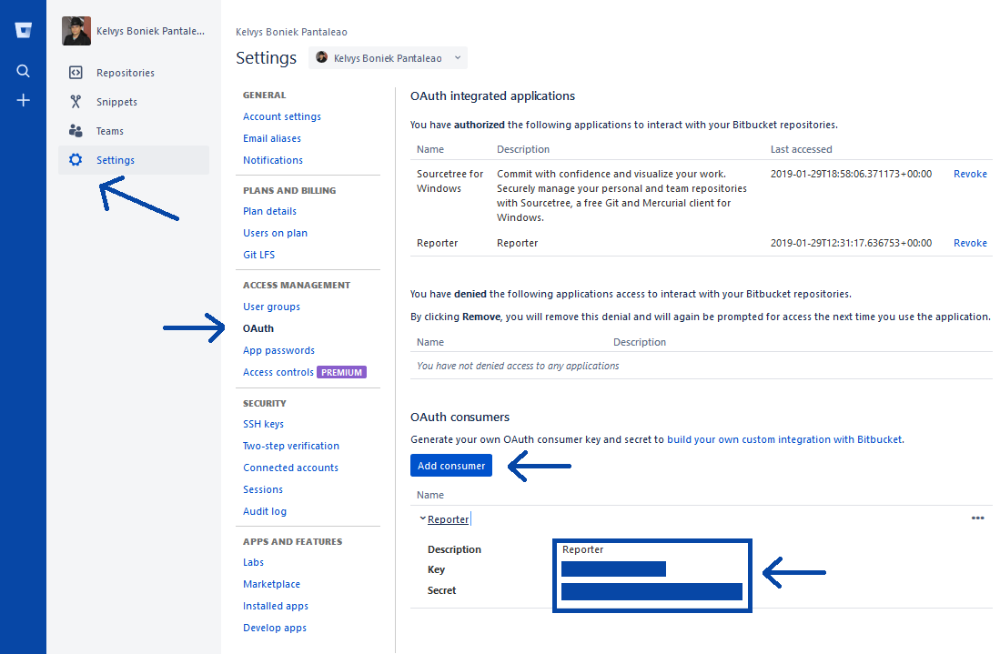 Kelvys Boniek Pantale...
Repositories
Snippets
Teams
Settings
Kelvys Boniek Pantaleao
Settings
Kelvys Boniek Pantaleao
GENERAL
Account settings
Email aliases
Notifications
PLANS AND BILLING
Plan details
Users on plan
Git LFS
ACCESS MANAGEMENT
User groups
OAuth
App passwords
Access controls PREMIUM
SECURITY
SSH keys
Two-step verification
Connected accounts
Sessions
Audit log
APPS AND FEATURES
Labs
Marketplace
Installed apps
Develop apps
OAuth integrated applications
You have authorized the following applications to interact with your Bitbucket repositories.
Name Description Last accessed
Sourcetree for Commit with confidence and visualize your work. 2019-01-29T18:58:06.371173+00:00 Revoke
Windows Securely manage your personal and team repositories
with Sourcetree, a free Git and Mercurial client for
Windows.
Reporter Reporter 2019-01-29T12:31:17.636753+00:00 Revoke
You have denied the following applications access to interact with your Bitbucket repositories.
By clicking Remove, you will remove this denial and will again be prompted for access the next time you use the application.
Name Description
You have not denied access to any applications
OAuth consumers
Generate your own OAuth consumer key and secret to build your own custom integration with Bitbucket.
Add consumer
Name
Reporter
Description Reporter
Key
Secret